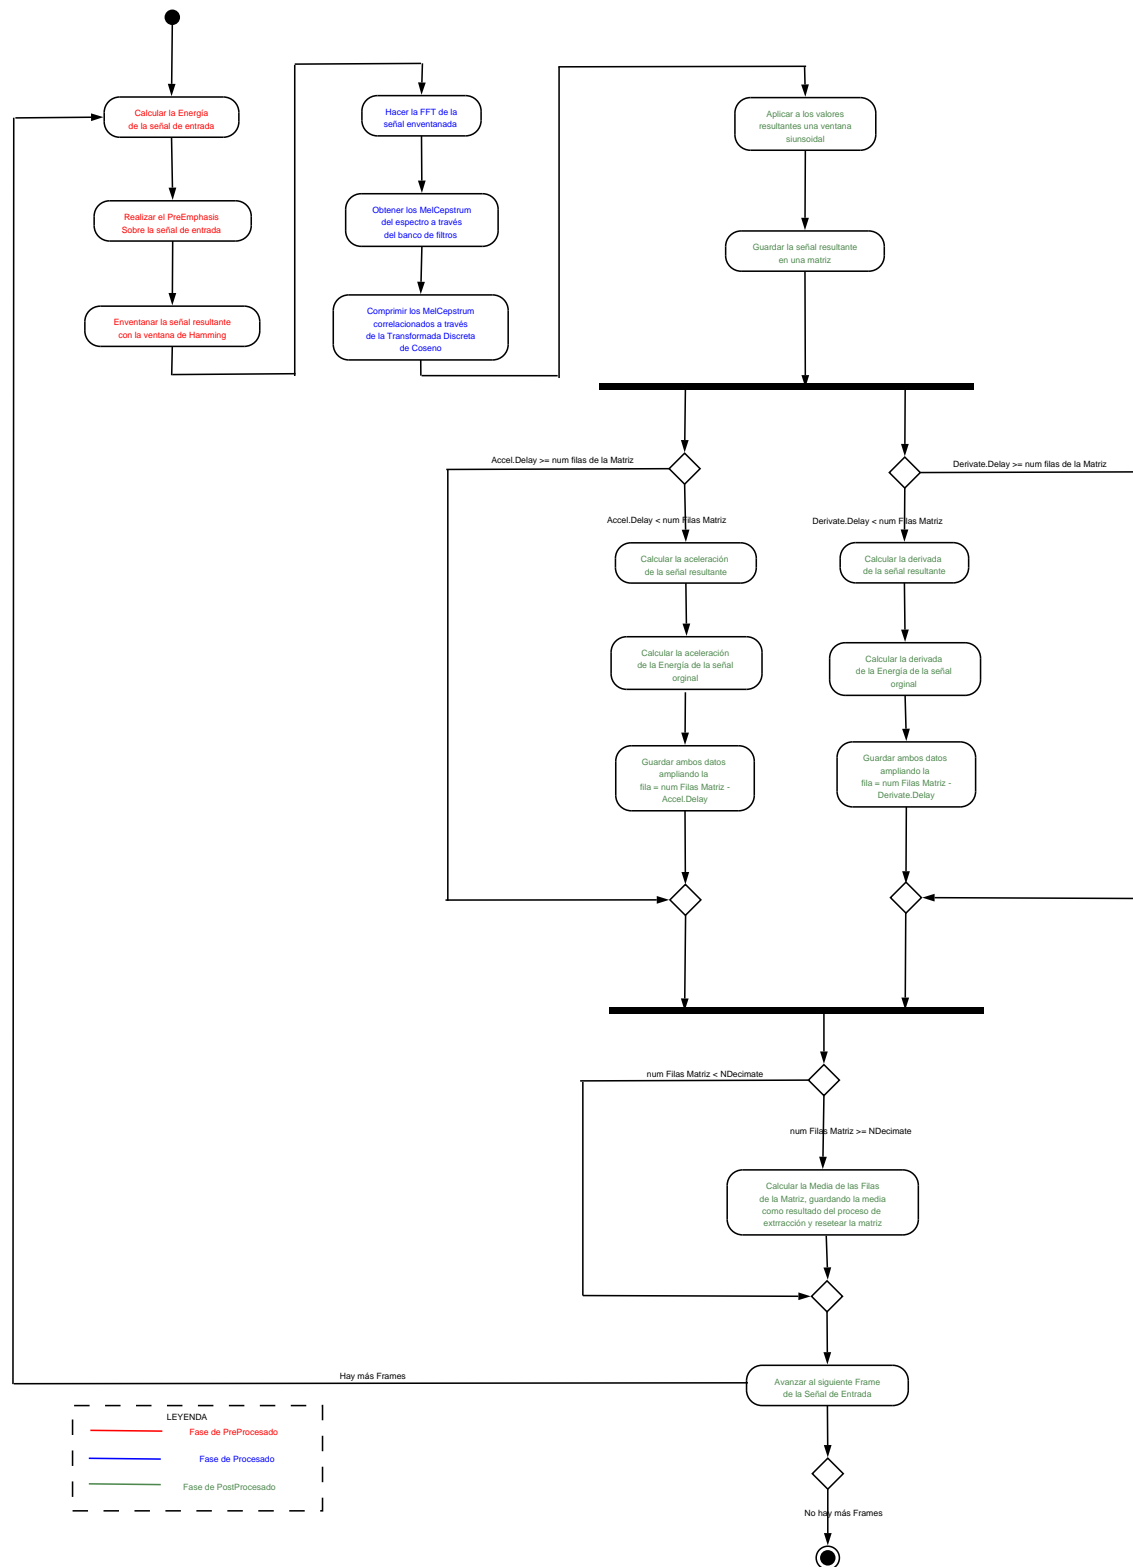 Calcular la Energía
de la señal de entrada
Realizar el PreEmphasis
Sobre la señal de entrada
Enventanar la señal resultante
con la ventana de Hamming
Hacer la FFT de la
señal enventanada
Obtener los MelCepstrum
del espectro a través
del banco de filtros
Comprimir los MelCepstrum
correlacionados a través
de la Transformada Discreta
de Coseno
Aplicar a los valores
resultantes una ventana
siunsoidal
Guardar la señal resultante
en una matriz
Accel.Delay >= num filas de la Matriz
Derivate.Delay >= num filas de la Matriz
Accel.Delay < num Filas Matriz
Derivate.Delay < num Filas Matriz
Calcular la aceleración
de la señal resultante
Calcular la derivada
de la señal resultante
Calcular la aceleración
de la Energía de la señal
orginal
Calcular la derivada
de la Energía de la señal
orginal
Guardar ambos datos
ampliando la
fila = num Filas Matriz -
Accel.Delay
Guardar ambos datos
ampliando la
fila = num Filas Matriz -
Derivate.Delay
num Filas Matriz < NDecimate
num Filas Matriz >= NDecimate
Calcular la Media de las Filas
de la Matriz, guardando la media
como resultado del proceso de
extrracción y resetear la matriz
Hay más Frames
Avanzar al siguiente Frame
de la Señal de Entrada
No hay más Frames
LEYENDA
Fase de PreProcesado
Fase de Procesado
Fase de PostProcesado